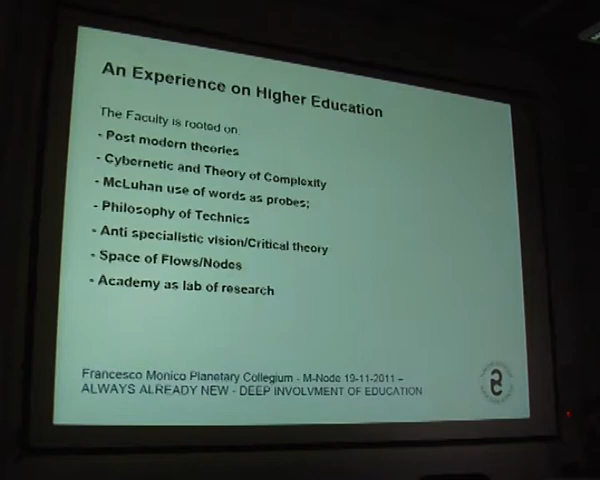 An Experience on Higher Education
The Faculty is rooted on:
- Post modern theories
- Cybernetic and Theory of Complexity
- McLuhan use of words as probes;
- Philosophy of Technics
- Anti specialistic vision/Critical theory
- Space of Flows/Nodes
- Academy as lab of research
Francesco Monico Planetary Collegium - M-Node 19-11-2011 –
ALWAYS ALREADY NEW - DEEP INVOLVMENT OF EDUCATION